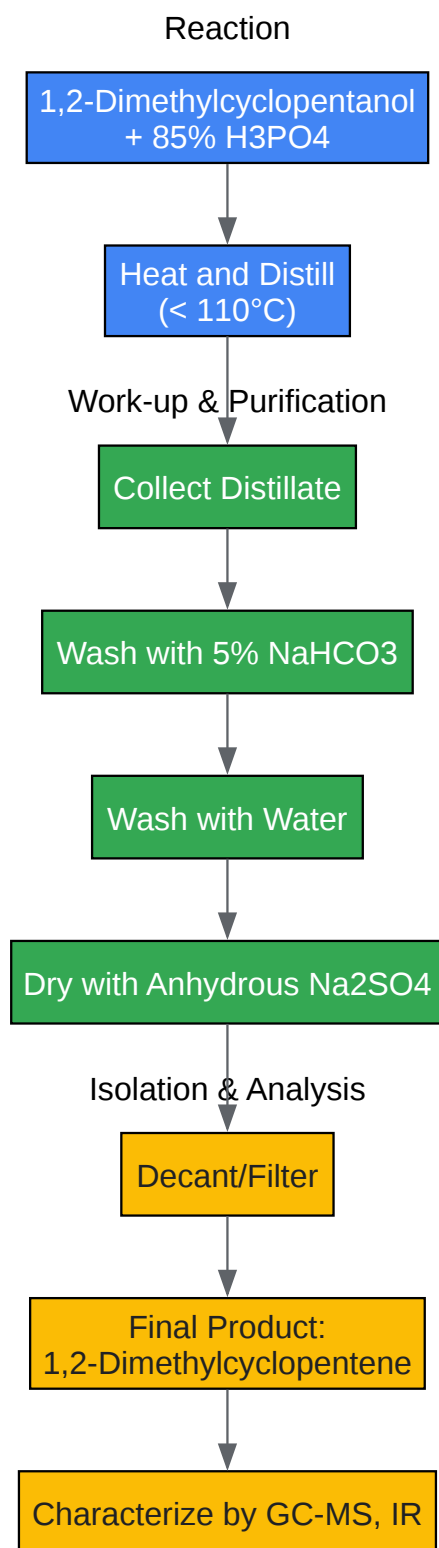 Reaction
1,2-Dimethylcyclopentanol
+ 85% H3PO4
Heat and Distill
(< 110°C)
Work-up & Purification
Collect Distillate
Wash with 5% NaHCO3
Wash with Water
Dry with Anhydrous Na2SO4
Isolation & Analysis
Decant/Filter
Final Product:
1,2-Dimethylcyclopentene
Characterize by GC-MS, IR